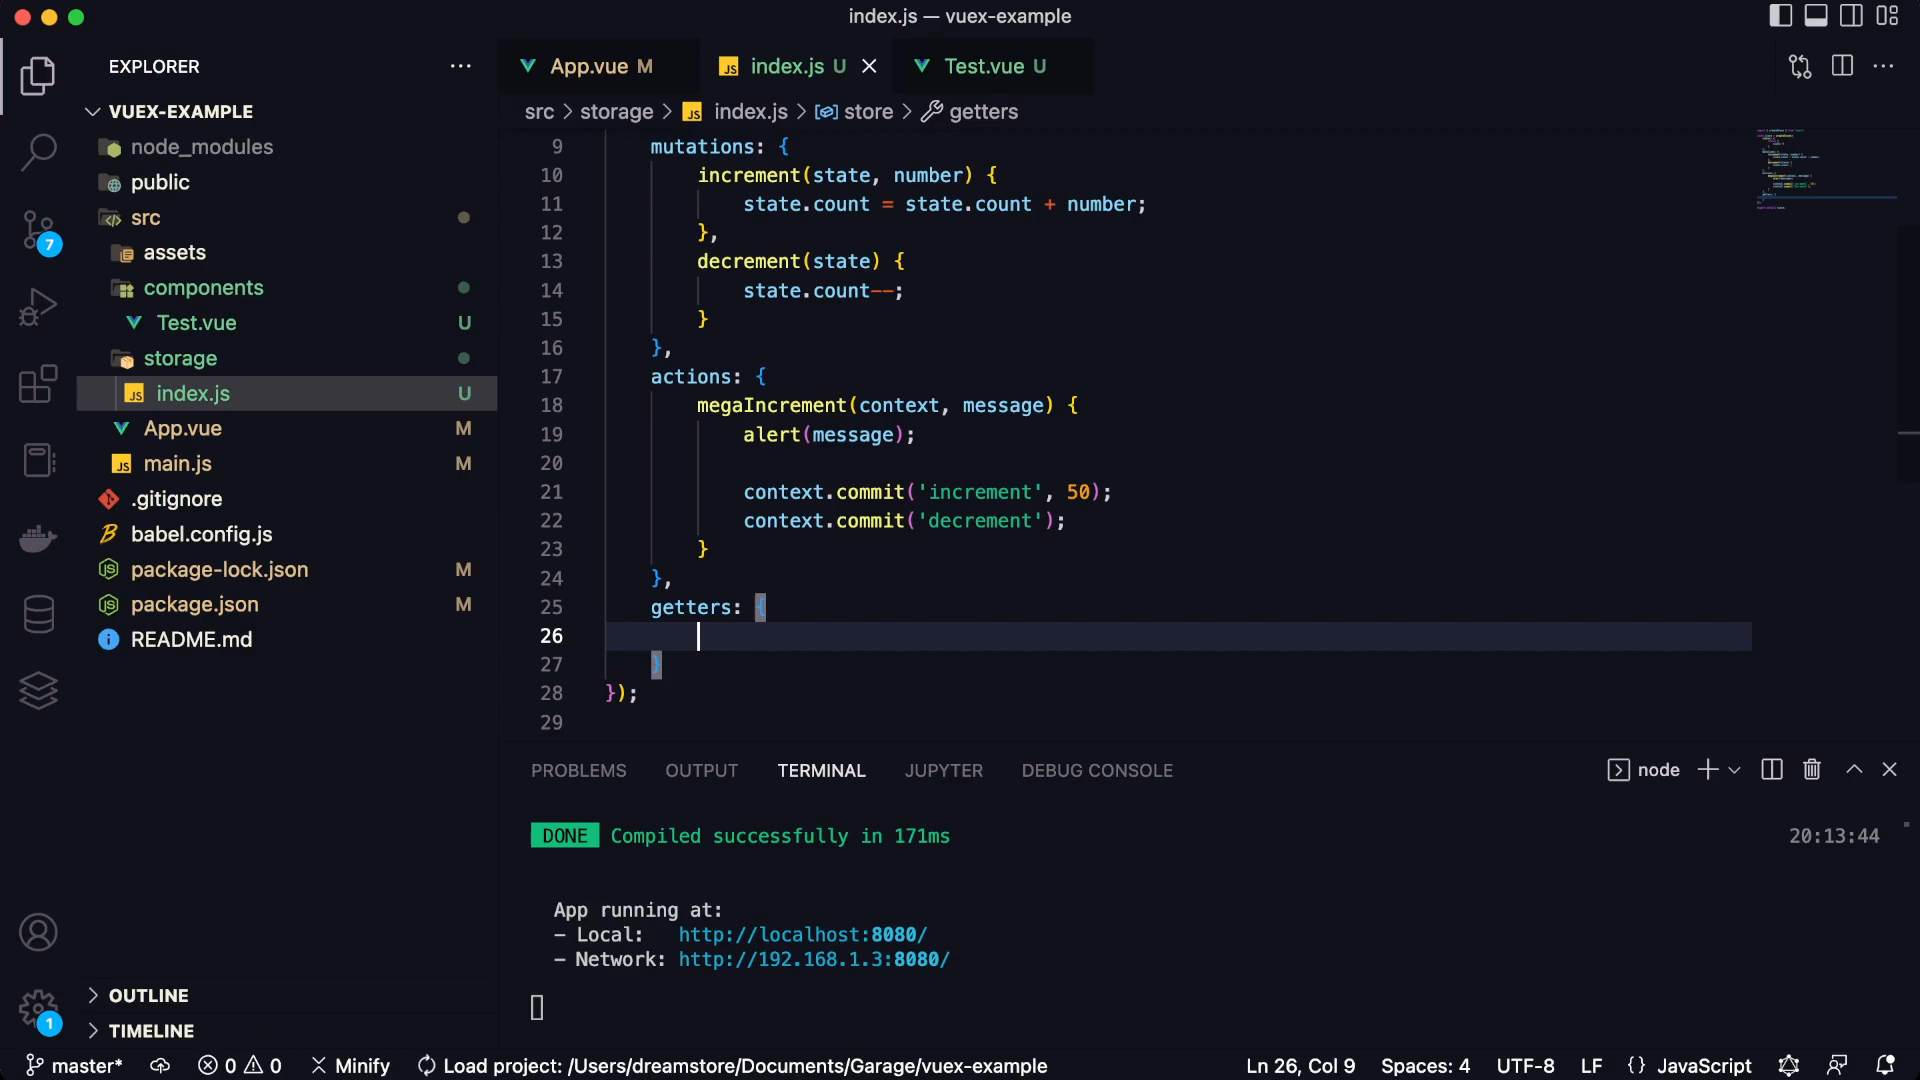 index.js — vuex-example
EXPLORER
VUEX-EXAMPLE
node_modules
public
src
assets
components
Test.vue U
storage
index.js U
App.vue M
main.js M
.gitignore
babel.config.js
package-lock.json M
package.json M
README.md
OUTLINE
TIMELINE
7
1
App.vue M
JS index.js U
Test.vue U
src > storage > JS index.js > store > getters
9 mutations: {
10 increment(state, number) {
11 state.count = state.count + number;
12 },
13 decrement(state) {
14 state.count--;
15 }
16 },
17 actions: {
18 megaIncrement(context, message) {
19 alert(message);
20
21 context.commit('increment', 50);
22 context.commit('decrement');
23 }
24 },
25 getters: {
26
27 }
28 });
29
PROBLEMS OUTPUT TERMINAL JUPYTER DEBUG CONSOLE
node
DONE Compiled successfully in 171ms 20:13:44
App running at:
- Local: http://localhost:8080/
- Network: http://192.168.1.3:8080/
master* 0 0 Minify Load project: /Users/dreamstore/Documents/Garage/vuex-example Ln 26, Col 9 Spaces: 4 UTF-8 LF {} JavaScript